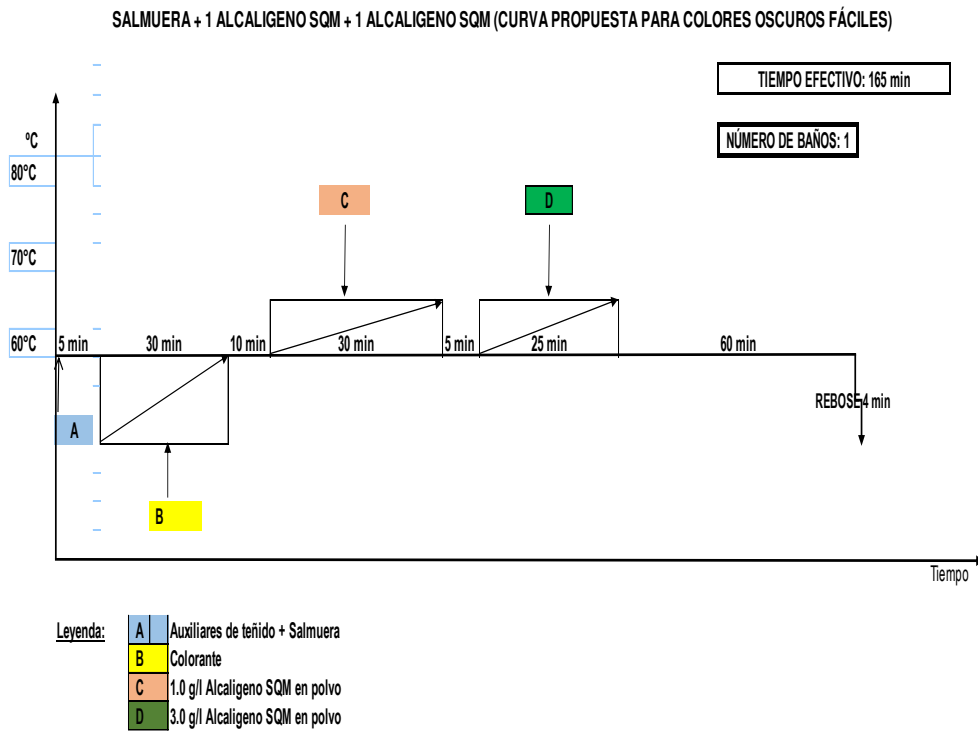 SALMUERA + 1 ALCALIGENO SQM + 1 ALCALIGENO SQM (CURVA PROPUESTA PARA COLORES OSCUROS FÁCILES)
TIEMPO EFECTIVO: 165 min
NÚMERO DE BAÑOS: 1
ºC
80°C
C
D
70°C
60°C
5 min
30 min
10 min
30 min
5 min
25 min
60 min
REBOSE 4 min
A
B
Tiempo
Leyenda:
A Auxiliares de teñido + Salmuera
B Colorante
C 1.0 g/l Alcaligeno SQM en polvo
D 3.0 g/l Alcaligeno SQM en polvo